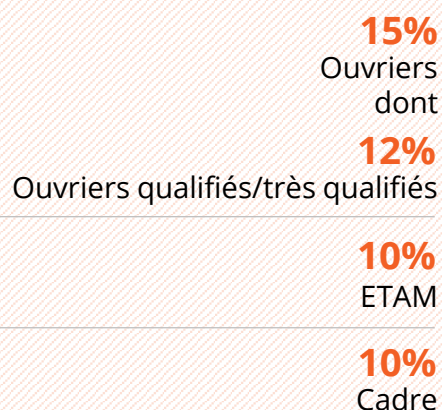 15%
Ouvriers
dont
12%
Ouvriers qualifiés/très qualifiés
10%
ETAM
10%
Cadre